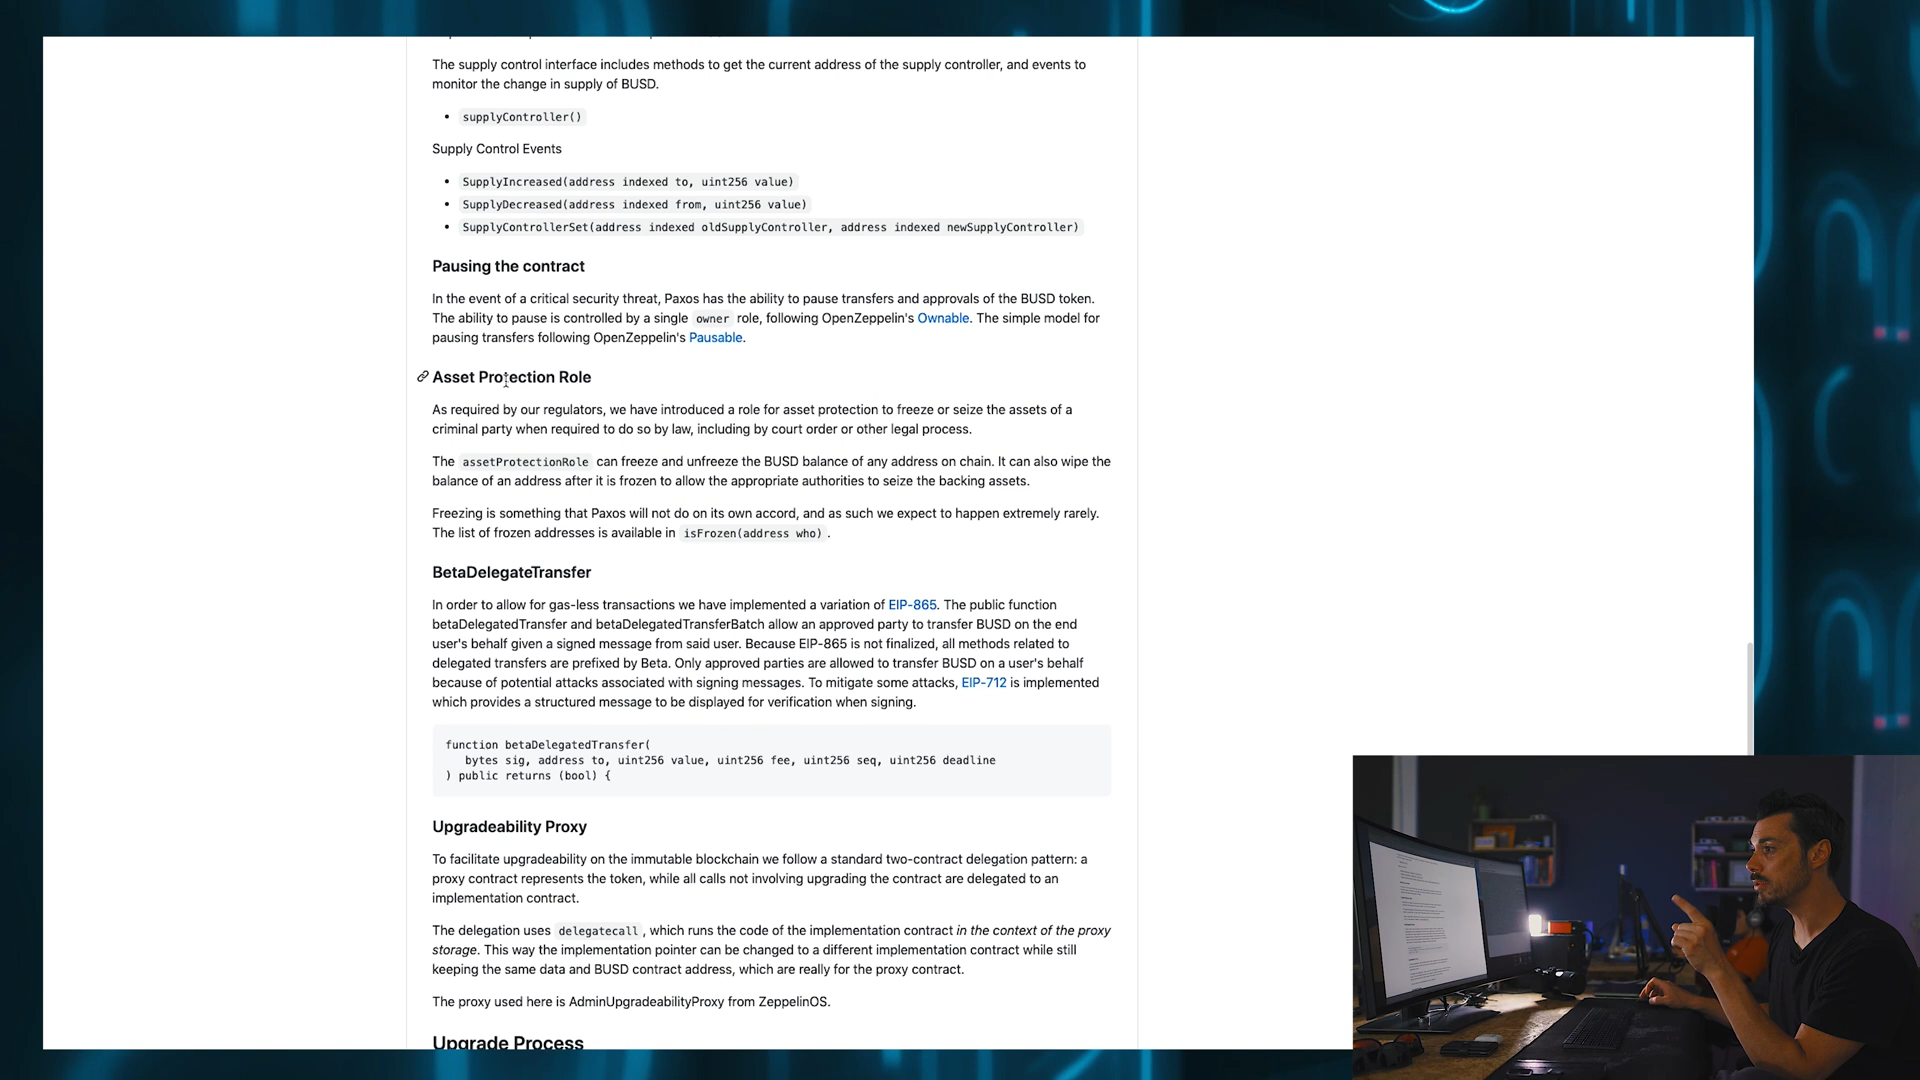 The supply control interface includes methods to get the current address of the supply controller, and events to
monitor the change in supply of BUSD.
• supplyController()
Supply Control Events
• SupplyIncreased(address indexed to, uint256 value)
• SupplyDecreased(address indexed from, uint256 value)
• SupplyControllerSet(address indexed oldSupplyController, address indexed newSupplyController)
Pausing the contract
In the event of a critical security threat, Paxos has the ability to pause transfers and approvals of the BUSD token.
The ability to pause is controlled by a single owner role, following OpenZeppelin's Ownable. The simple model for
pausing transfers following OpenZeppelin's Pausable.
Asset Protection Role
As required by our regulators, we have introduced a role for asset protection to freeze or seize the assets of a
criminal party when required to do so by law, including by court order or other legal process.
The assetProtectionRole can freeze and unfreeze the BUSD balance of any address on chain. It can also wipe the
balance of an address after it is frozen to allow the appropriate authorities to seize the backing assets.
Freezing is something that Paxos will not do on its own accord, and as such we expect to happen extremely rarely.
The list of frozen addresses is available in isFrozen(address who) .
BetaDelegateTransfer
In order to allow for gas-less transactions we have implemented a variation of EIP-865. The public function
betaDelegatedTransfer and betaDelegatedTransferBatch allow an approved party to transfer BUSD on the end
user's behalf given a signed message from said user. Because EIP-865 is not finalized, all methods related to
delegated transfers are prefixed by Beta. Only approved parties are allowed to transfer BUSD on a user's behalf
because of potential attacks associated with signing messages. To mitigate some attacks, EIP-712 is implemented
which provides a structured message to be displayed for verification when signing.
function betaDelegatedTransfer(
bytes sig, address to, uint256 value, uint256 fee, uint256 seq, uint256 deadline
) public returns (bool) {
Upgradeability Proxy
To facilitate upgradeability on the immutable blockchain we follow a standard two-contract delegation pattern: a
proxy contract represents the token, while all calls not involving upgrading the contract are delegated to an
implementation contract.
The delegation uses delegatecall , which runs the code of the implementation contract in the context of the proxy
storage. This way the implementation pointer can be changed to a different implementation contract while still
keeping the same data and BUSD contract address, which are really for the proxy contract.
The proxy used here is AdminUpgradeabilityProxy from ZeppelinOS.
Upgrade Process